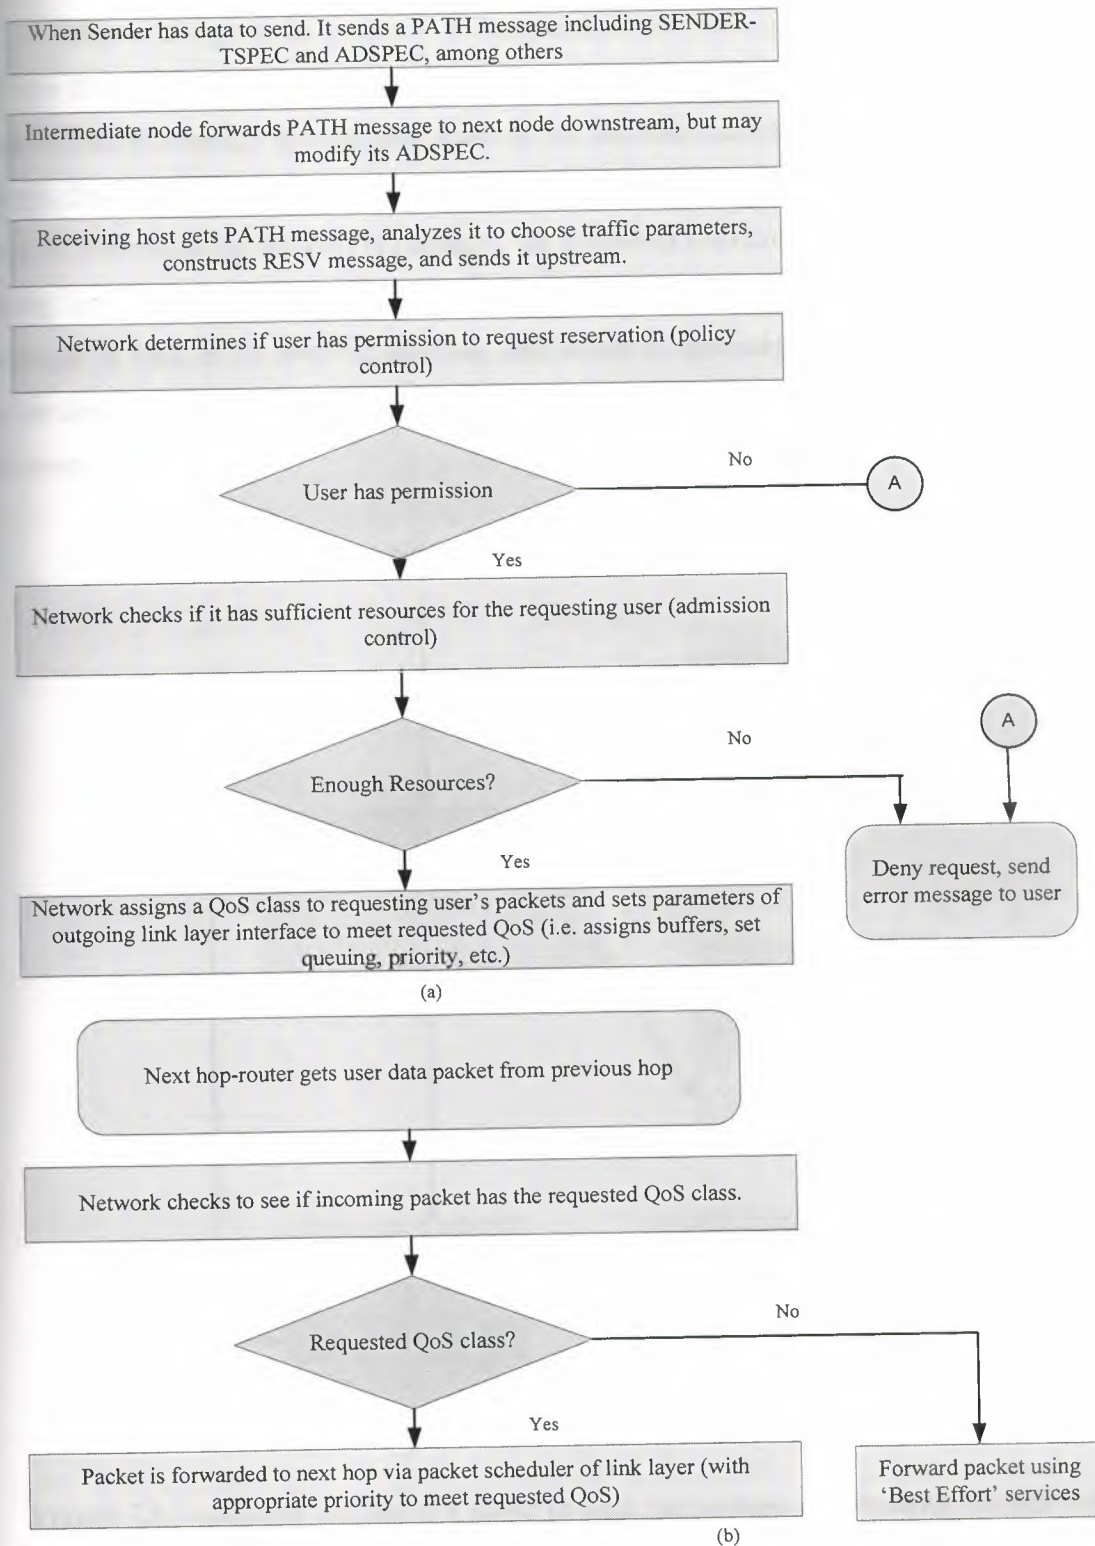 When Sender has data to send. It sends a PATH message including SENDER-
TSPEC and ADSPEC, among others
Intermediate node forwards PATH message to next node downstream, but may
modify its ADSPEC.
Receiving host gets PATH message, analyzes it to choose traffic parameters,
constructs RESV message, and sends it upstream.
Network determines if user has permission to request reservation (policy
control)
User has permission
No
A
Yes
Network checks if it has sufficient resources for the requesting user (admission
control)
Enough Resources?
No
A
Yes
Deny request, send
error message to user
Network assigns a QoS class to requesting user's packets and sets parameters of
outgoing link layer interface to meet requested QoS (i.e. assigns buffers, set
queuing, priority, etc.)
(a)
Next hop-router gets user data packet from previous hop
Network checks to see if incoming packet has the requested QoS class.
Requested QoS class?
No
Yes
Packet is forwarded to next hop via packet scheduler of link layer (with
appropriate priority to meet requested QoS)
Forward packet using
‘Best Effort’ services
(b)